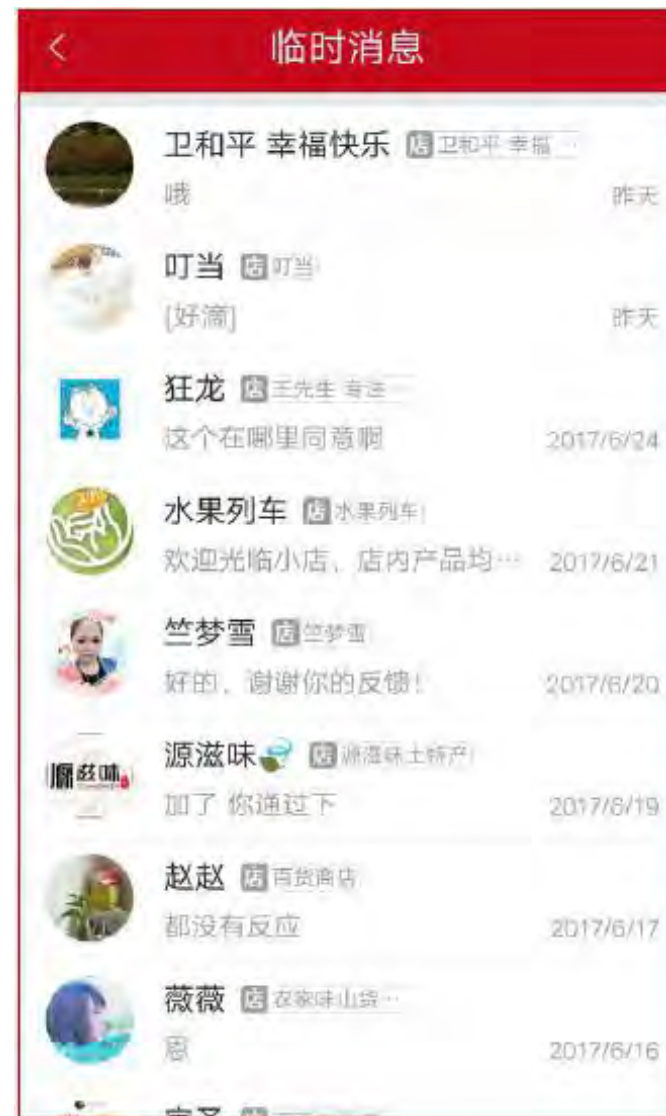 临时消息
卫和平 幸福快乐 店 卫和平 幸福 …
哦 昨天
叮当 店 叮当
[好滴] 昨天
狂龙 店 王先生 专注…
这个在哪里同意啊 2017/6/24
水果列车 店 水果列车
欢迎光临小店，店内产品均… 2017/6/21
竺梦雪 店 竺梦雪
好的，谢谢你的反馈！ 2017/6/20
源滋味 店 源滋味土特产
源兹味
加了 你通过下 2017/6/19
赵赵 店 百货商店
都没有反应 2017/6/17
薇薇 店 农家味山货…
恩 2017/6/16